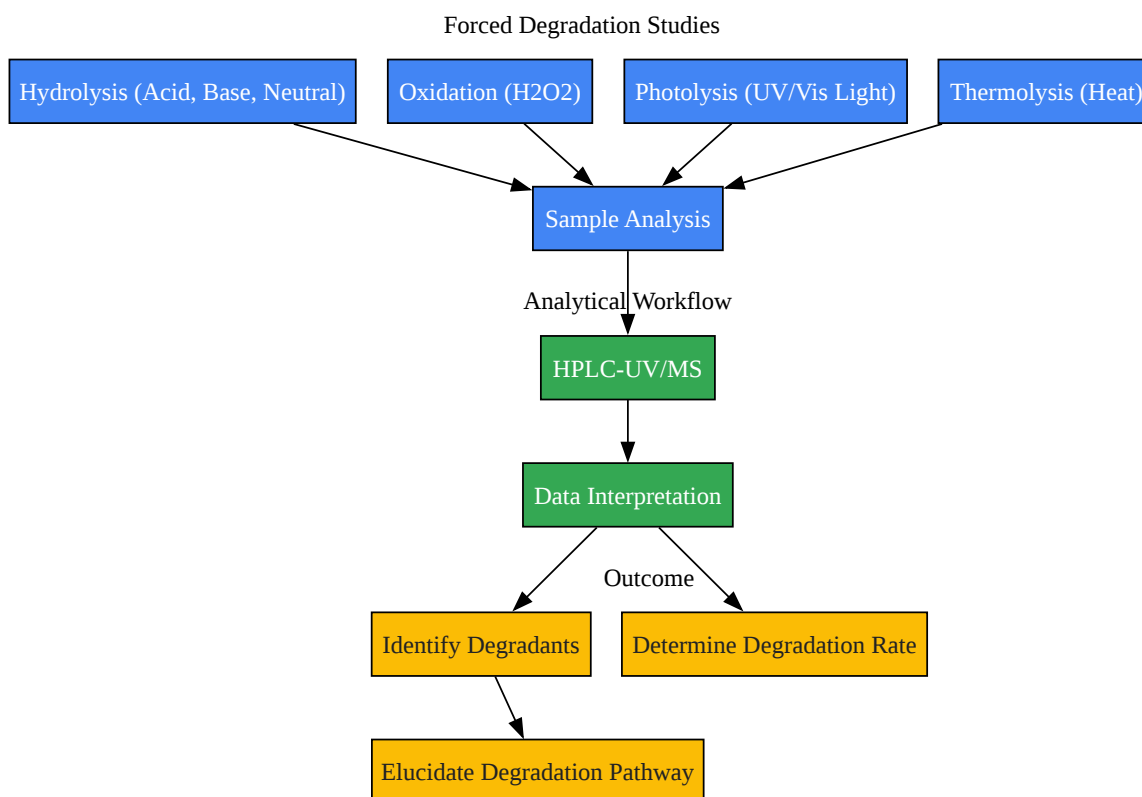 Forced Degradation Studies
Hydrolysis (Acid, Base, Neutral)
Oxidation (H2O2)
Photolysis (UV/Vis Light)
Thermolysis (Heat)
Sample Analysis
Analytical Workflow
HPLC-UV/MS
Data Interpretation
Outcome
Identify Degradants
Determine Degradation Rate
Elucidate Degradation Pathway